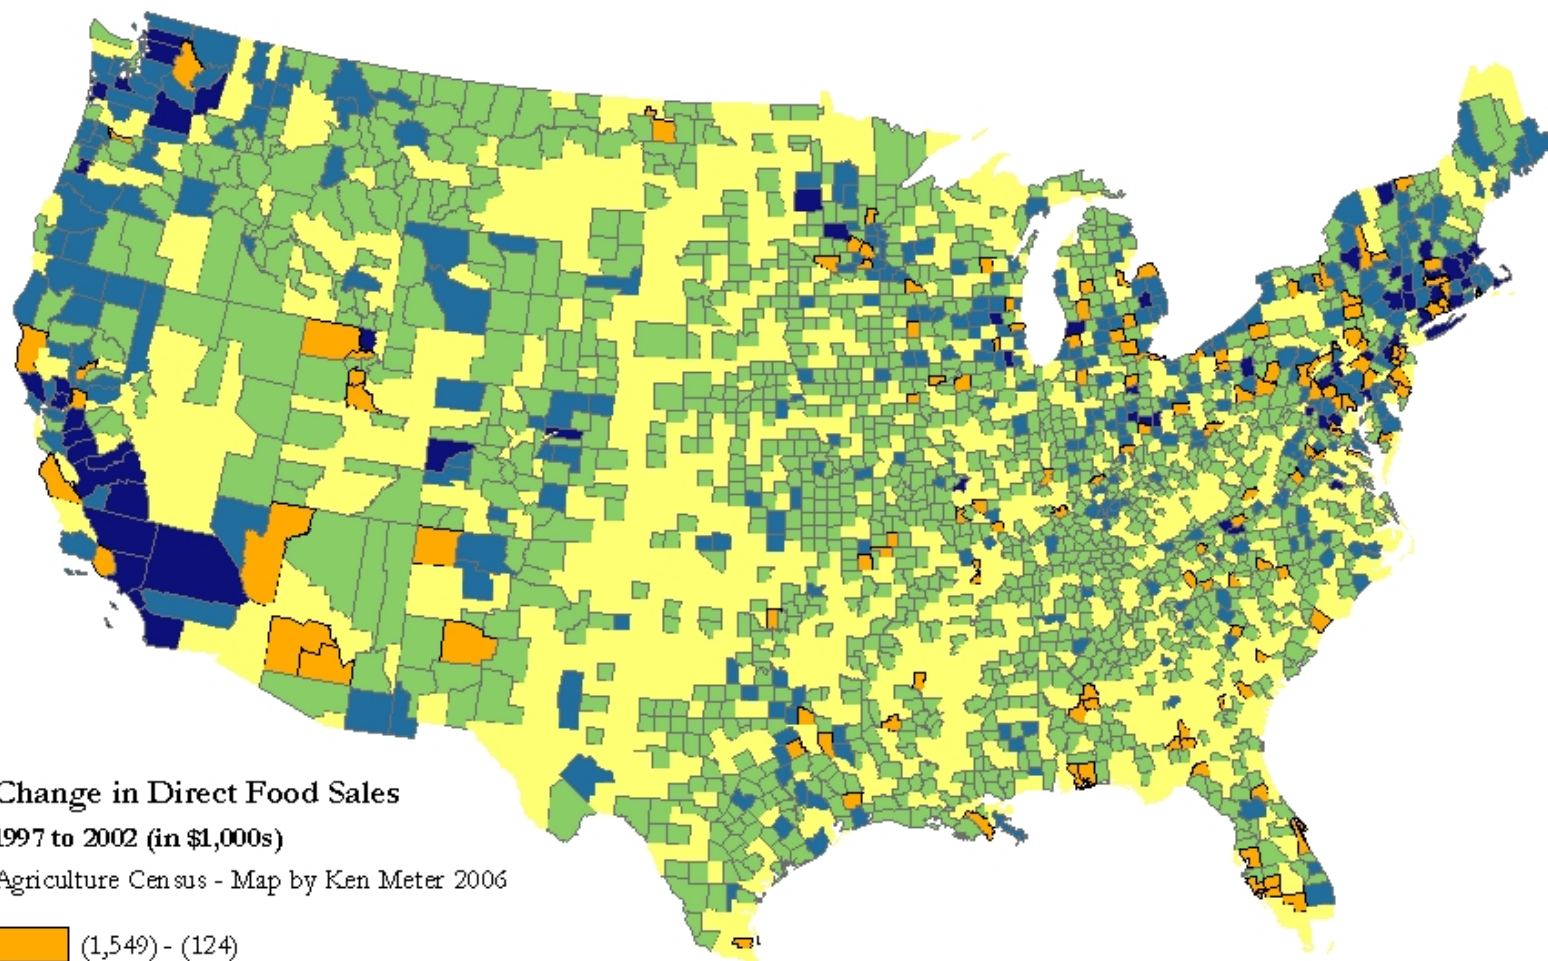 Change in Direct Food Sales
1997 to 2002 (in $1,000s)
Agriculture Census - Map by Ken Meter 2006
(1,549) - (124)